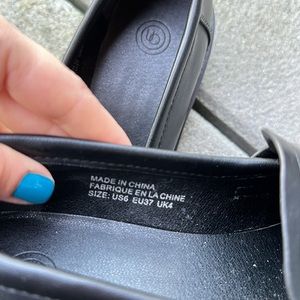 MADE IN CHINA
FABRIQUE EN LA CHINE
SIZE: US6 EU37 UK4